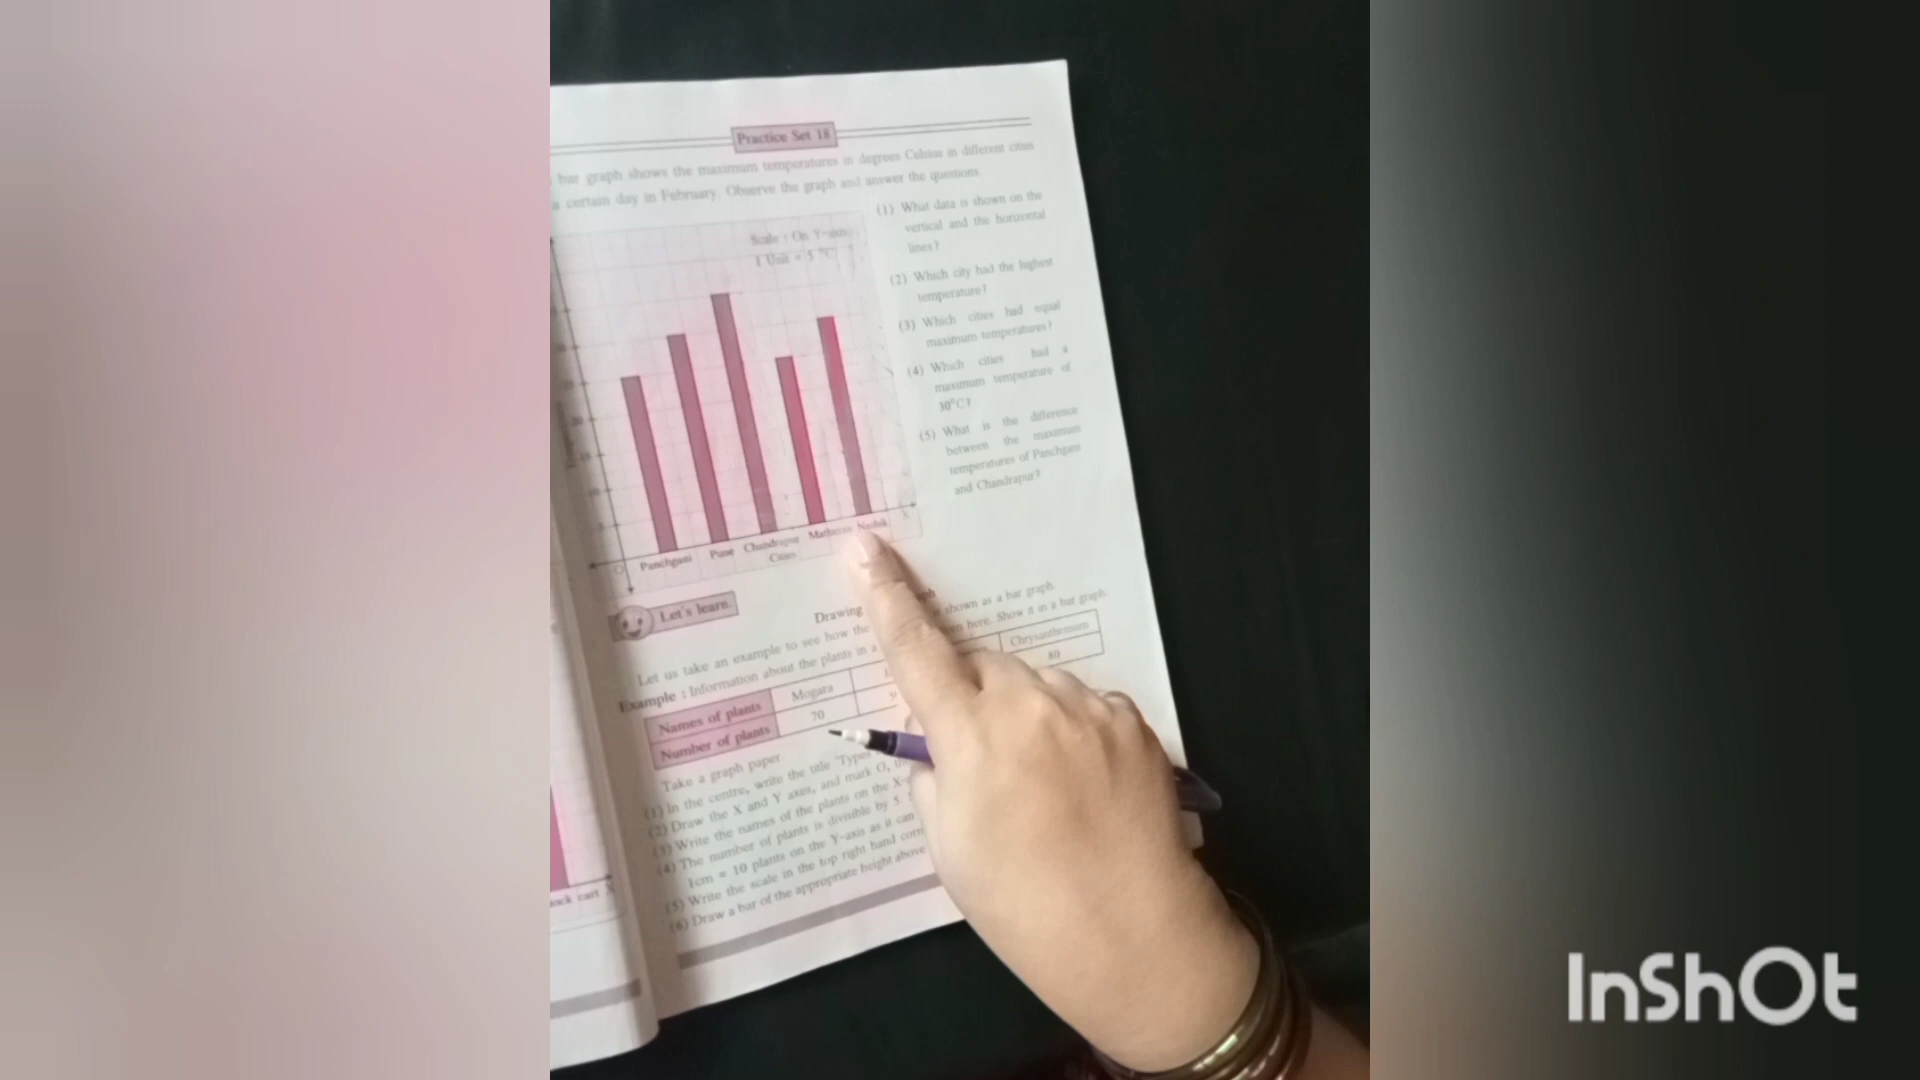 Practice Set 18
bar graph shows the maximum temperatures in degrees Celsius in different cities
a certain day in February. Observe the graph and answer the questions.
Scale : On Y-axis
1 Unit = 5 °C
5
10
15
20
X
O
Panchgani Pune Chandrapur Matheran Nashik
Cities
(1) What data is shown on the
vertical and the horizontal
lines?
(2) Which city had the highest
temperature?
(3) Which cities had equal
maximum temperatures?
(4) Which cities had a
maximum temperature of
30°C?
(5) What is the difference
between the maximum
temperatures of Panchgani
and Chandrapur?
Let's learn.
Drawing
Let us take an example to see how the shown as a bar graph.
Example : Information about the plants in a here. Show it in a bar graph.
Names of plants Mogara Chrysanthemum
Number of plants 70 80
Take a graph paper
(1) In the centre, write the title 'Types
(2) Draw the X and Y axes, and mark O,
(3) Write the names of the plants on the
(4) The number of plants is divisible by 5.
1cm = 10 plants on the Y-axis as it can
(5) Write the scale in the top right hand
(6) Draw a bar of the appropriate height above
cart X
InShOt